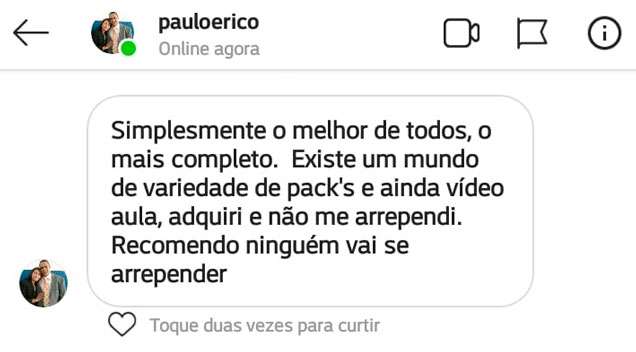 pauloerico
Online agora
Simplesmente o melhor de todos, o
mais completo.  Existe um mundo
de variedade de pack's e ainda vídeo
aula, adquiri e não me arrependi.
Recomendo ninguém vai se
arrepender
Toque duas vezes para curtir